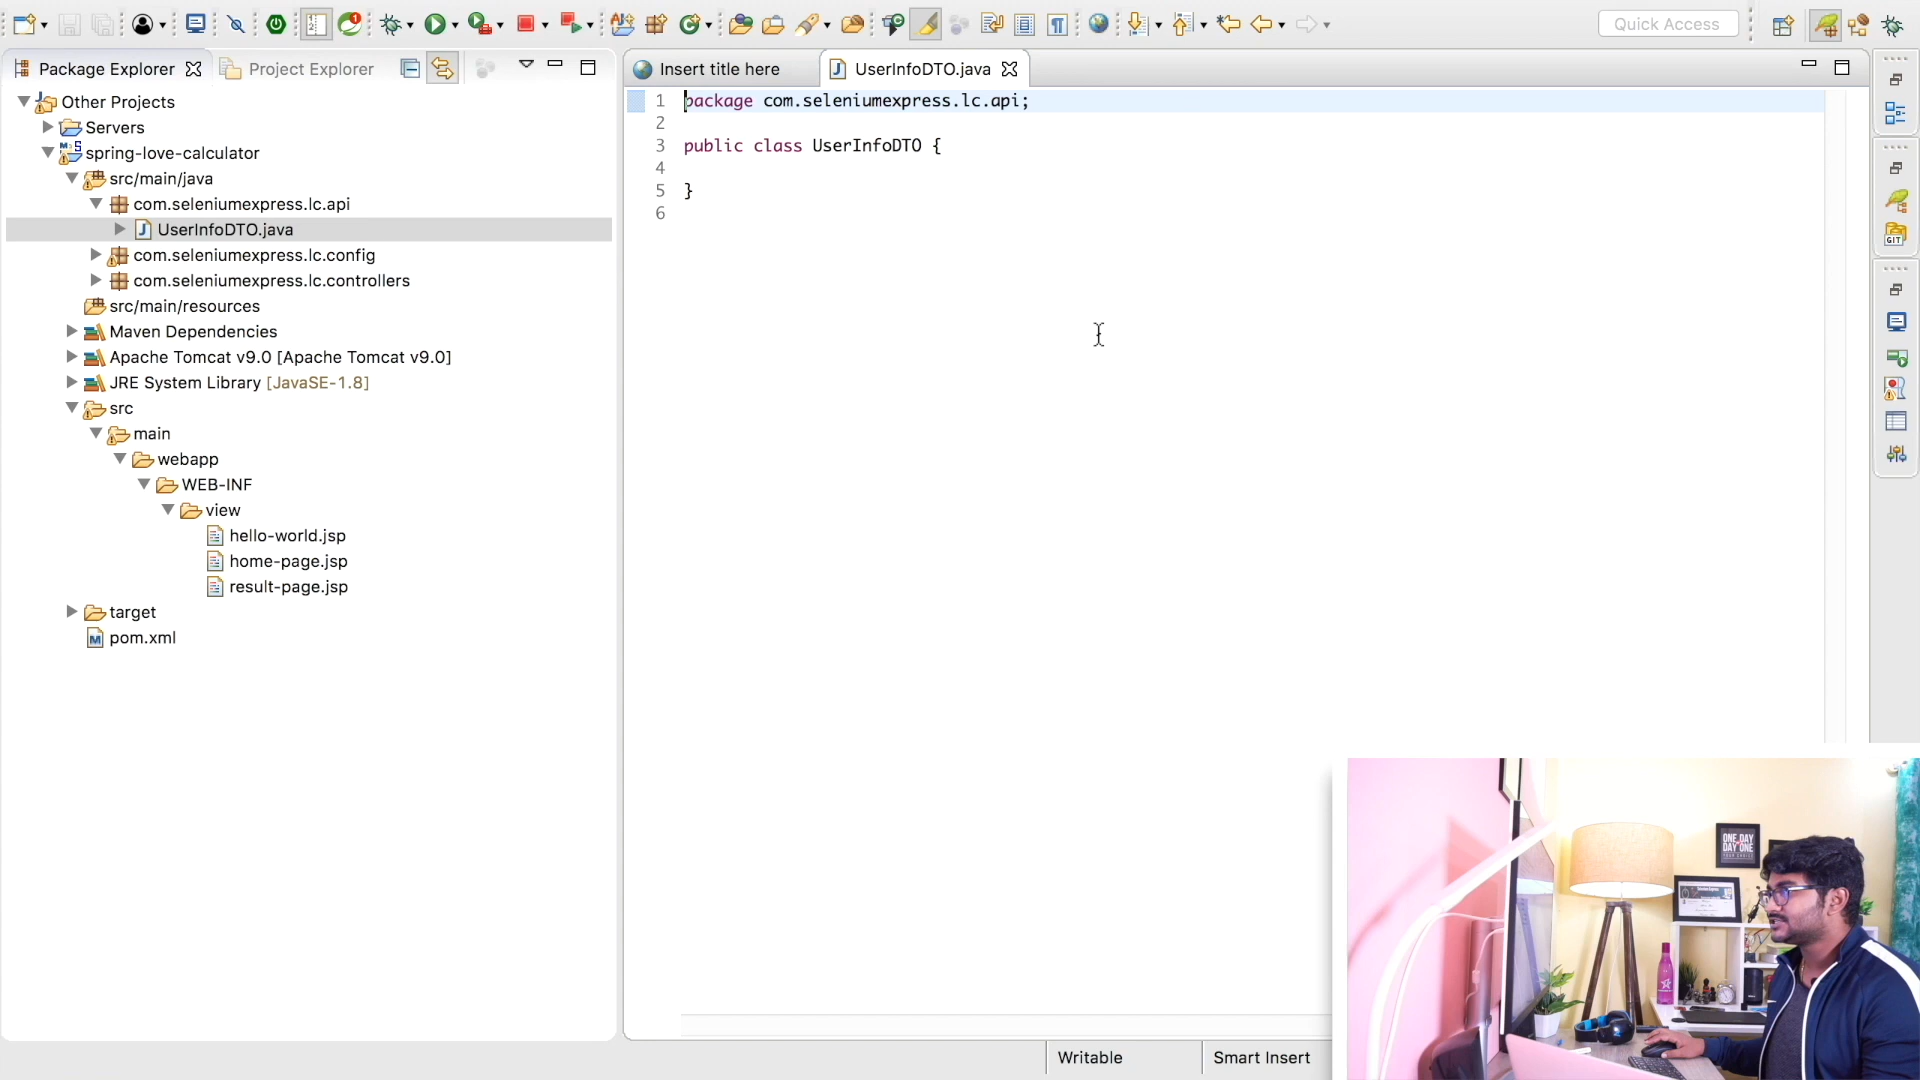 Quick Access
Package Explorer
Project Explorer
Insert title here
UserInfoDTO.java
Other Projects
Servers
spring-love-calculator
src/main/java
com.seleniumexpress.lc.api
UserInfoDTO.java
com.seleniumexpress.lc.config
com.seleniumexpress.lc.controllers
src/main/resources
Maven Dependencies
Apache Tomcat v9.0 [Apache Tomcat v9.0]
JRE System Library [JavaSE-1.8]
src
main
webapp
WEB-INF
view
hello-world.jsp
home-page.jsp
result-page.jsp
target
pom.xml
1 package com.seleniumexpress.lc.api;
2
3 public class UserInfoDTO {
4
5 }
6
GIT
ONE DAY
DAY ONE
Writable
Smart Insert